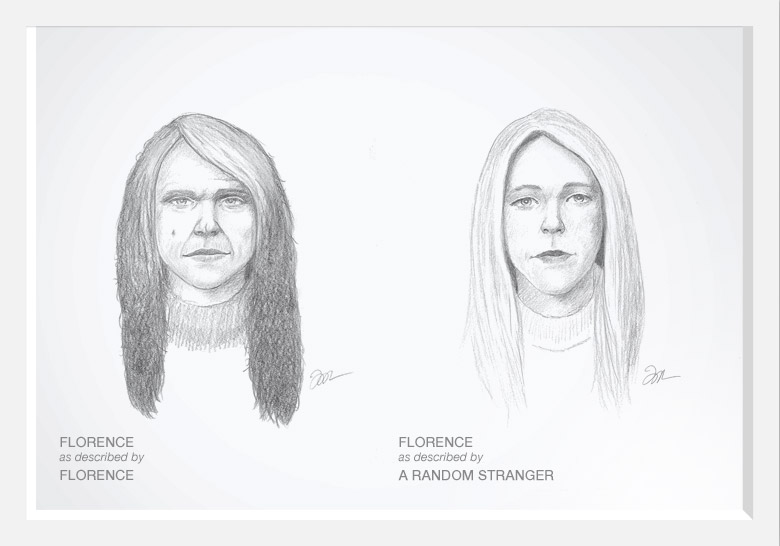 FLORENCE
as described by
FLORENCE
FLORENCE
as described by
A RANDOM STRANGER